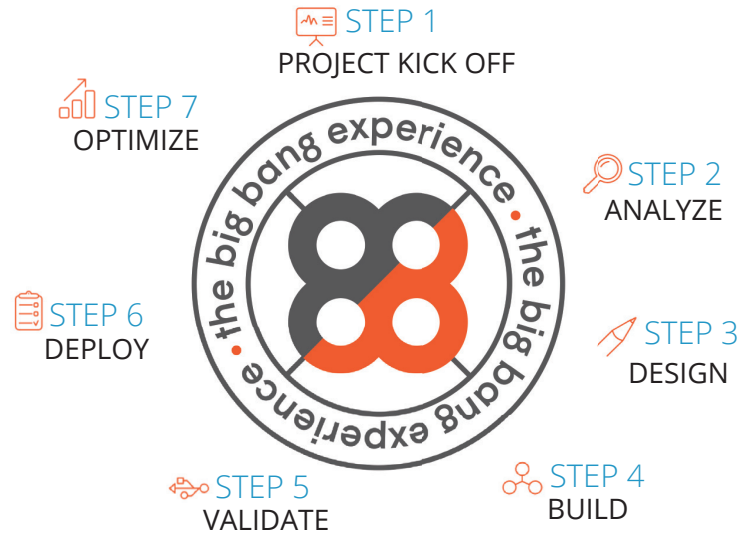 STEP 1
PROJECT KICK OFF
STEP 2
ANALYZE
STEP 3
DESIGN
STEP 4
BUILD
STEP 5
VALIDATE
STEP 6
DEPLOY
STEP 7
OPTIMIZE
the big bang experience • the big bang experience •